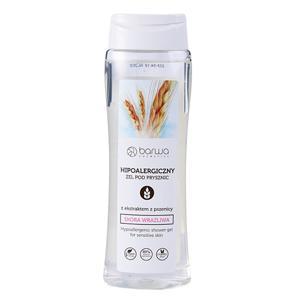 barwa
COSMETICS
HIPOALERGICZNY
ŻEL POD PRYSZNIC
z ekstraktem z pszenicy
SKÓRA WRAŻLIWA
Hypoallergenic shower gel
for sensitive skin